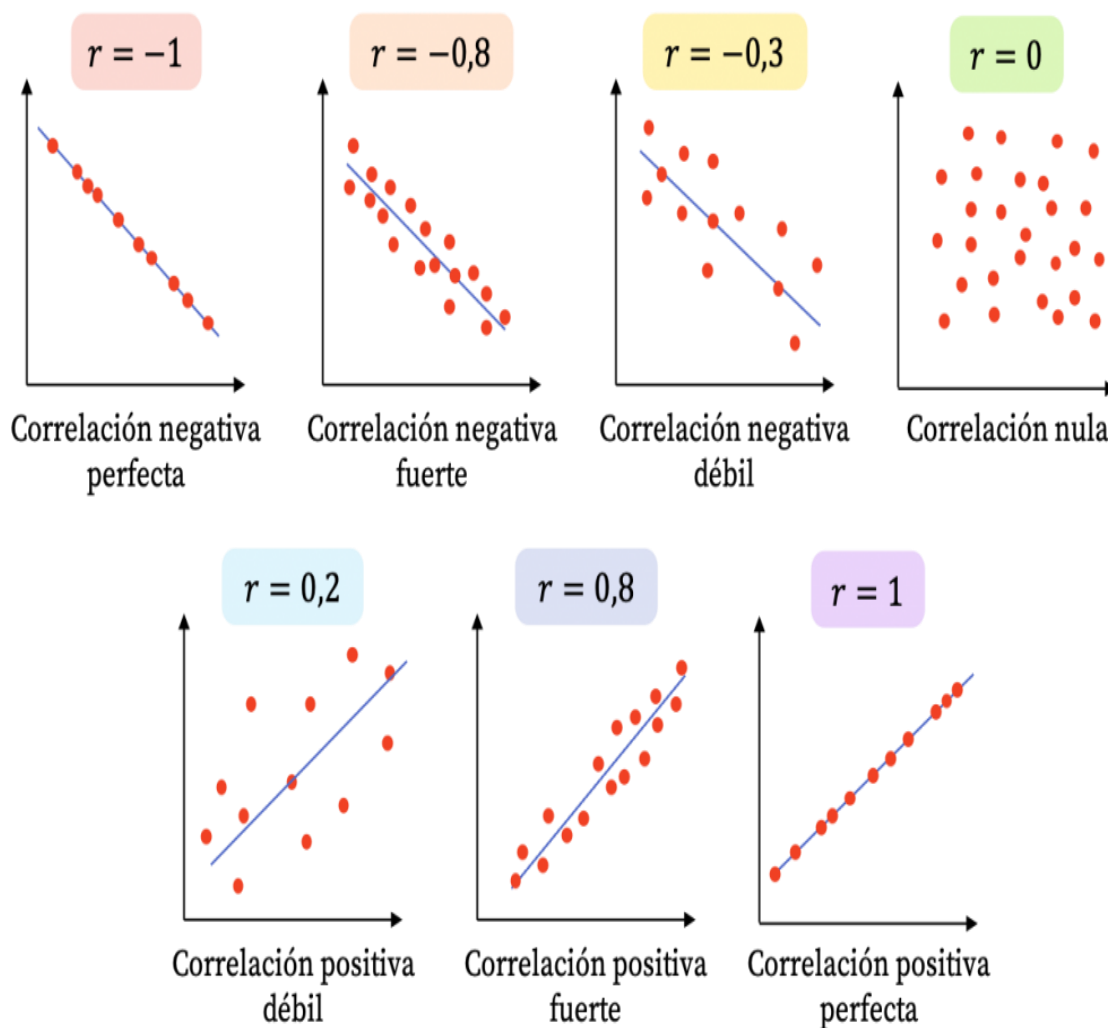 r = −1
r = −0,8
r = −0,3
r = 0
Correlación negativa
perfecta
Correlación negativa
fuerte
Correlación negativa
débil
Correlación nula
r = 0,2
r = 0,8
r = 1
Correlación positiva
débil
Correlación positiva
fuerte
Correlación positiva
perfecta